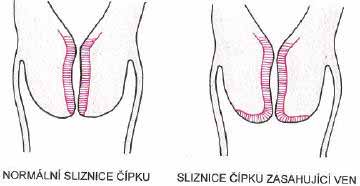 NORMÁLNÍ SLIZNICE ČÍPKU
SLIZNICE ČÍPKU ZASAHUJÍCÍ VEN